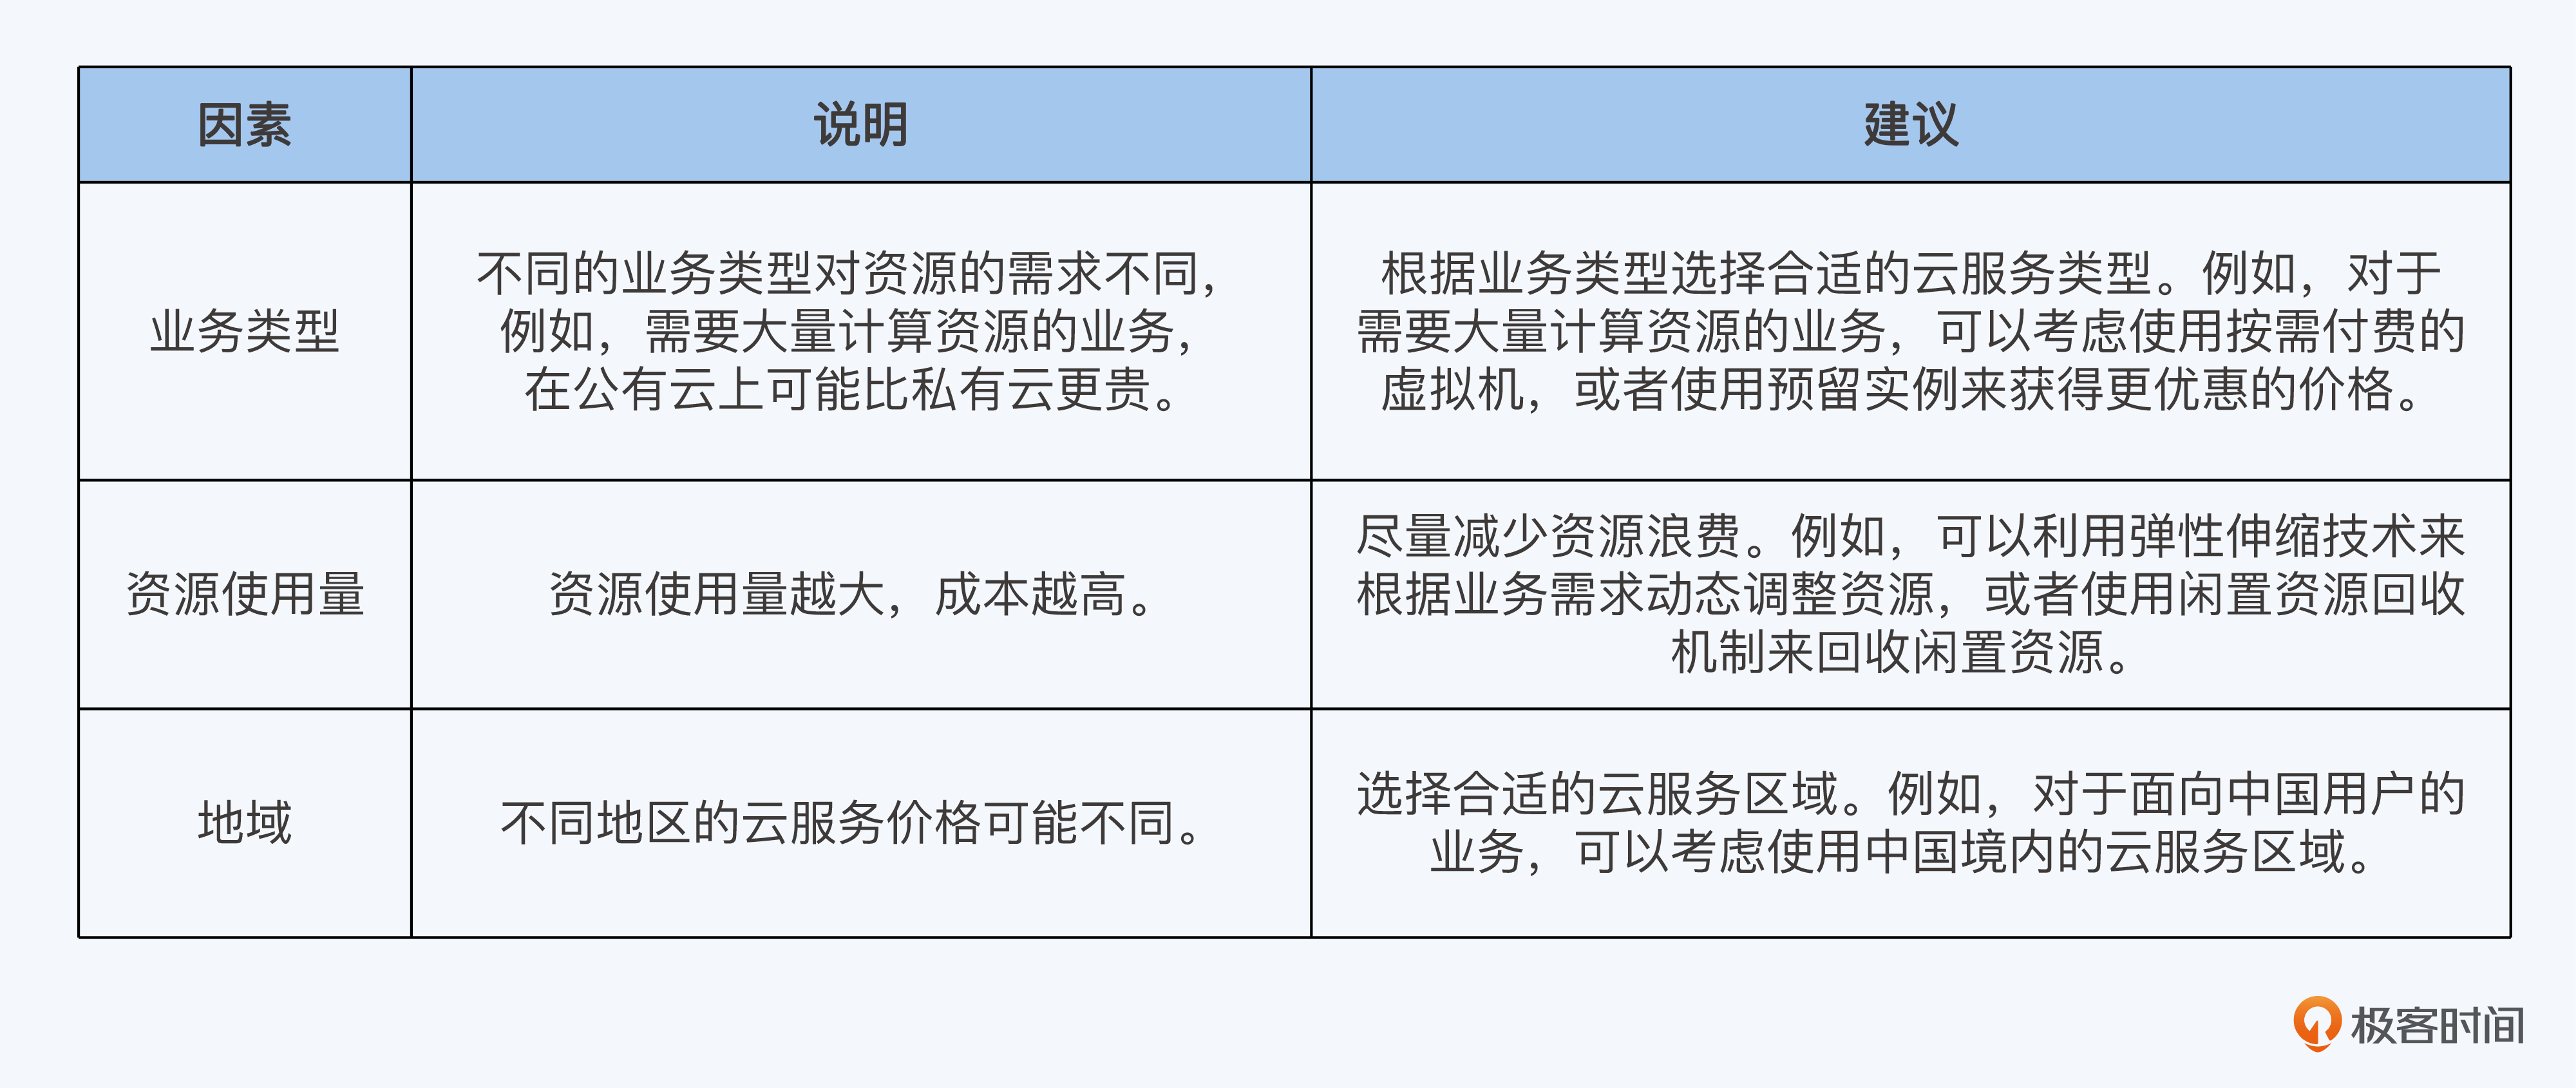 因素
说明
建议
业务类型
不同的业务类型对资源的需求不同，
例如，需要大量计算资源的业务，
在公有云上可能比私有云更贵。
根据业务类型选择合适的云服务类型。例如，对于
需要大量计算资源的业务，可以考虑使用按需付费的
虚拟机，或者使用预留实例来获得更优惠的价格。
资源使用量
资源使用量越大，成本越高。
尽量减少资源浪费。例如，可以利用弹性伸缩技术来
根据业务需求动态调整资源，或者使用闲置资源回收
机制来回收闲置资源。
地域
不同地区的云服务价格可能不同。
选择合适的云服务区域。例如，对于面向中国用户的
业务，可以考虑使用中国境内的云服务区域。
极客时间